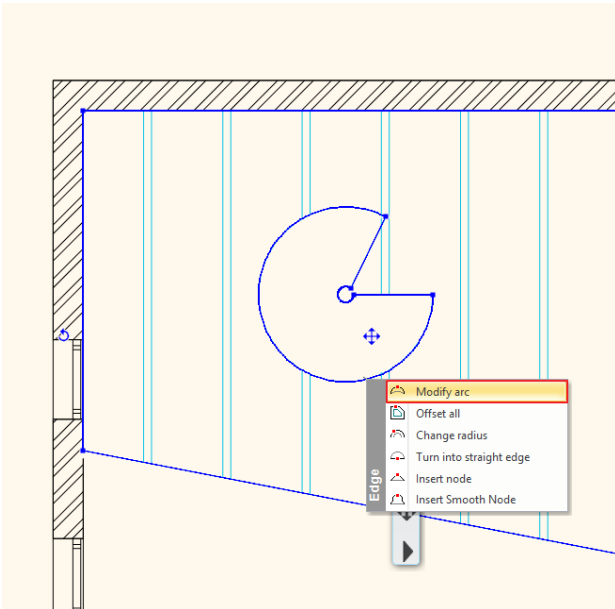 Modify arc
Offset all
Change radius
Turn into straight edge
Insert node
Insert Smooth Node
Edge